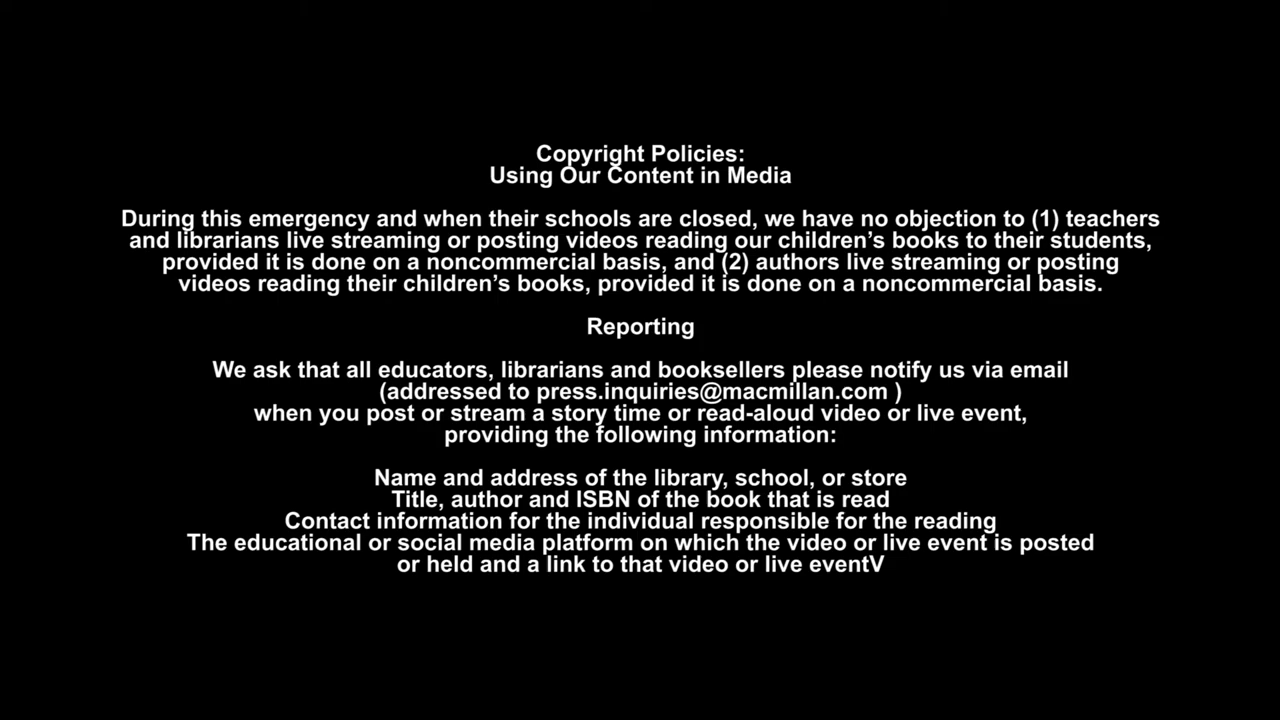 Copyright Policies:
Using Our Content in Media
During this emergency and when their schools are closed, we have no objection to (1) teachers
and librarians live streaming or posting videos reading our children’s books to their students,
provided it is done on a noncommercial basis, and (2) authors live streaming or posting
videos reading their children’s books, provided it is done on a noncommercial basis.
Reporting
We ask that all educators, librarians and booksellers please notify us via email
(addressed to press.inquiries@macmillan.com )
when you post or stream a story time or read-aloud video or live event,
providing the following information:
Name and address of the library, school, or store
Title, author and ISBN of the book that is read
Contact information for the individual responsible for the reading
The educational or social media platform on which the video or live event is posted
or held and a link to that video or live eventV